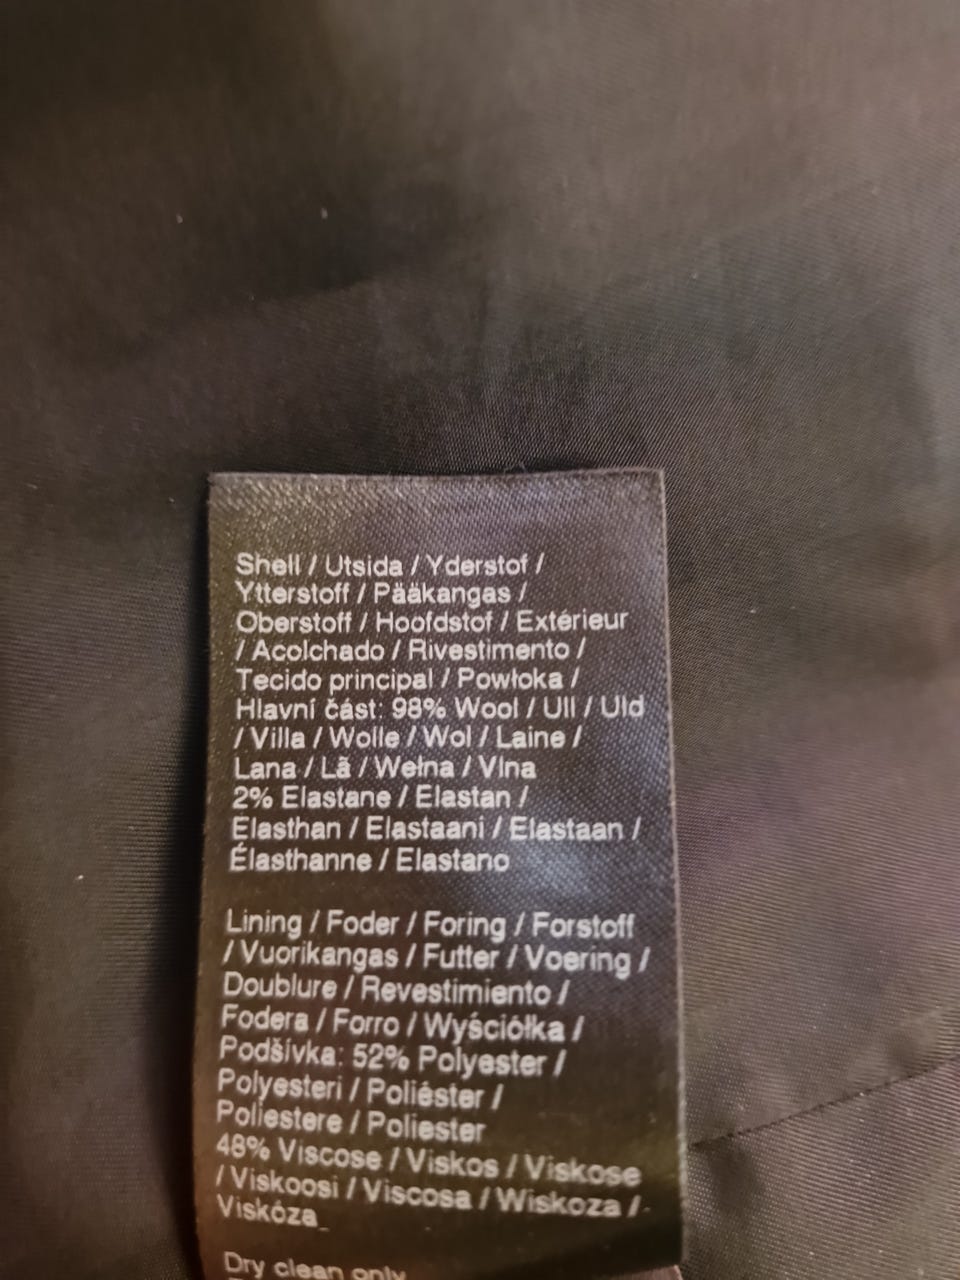 Shell / Utsida / Yderstof /
Ytterstoff / Pääkangas /
Oberstoff / Hoofdstof / Extérieur
/ Acolchado / Rivestimento /
Tecido principal / Powłoka /
Hlavní část: 98% Wool / Ull / Uld
/ Villa / Wolle / Wol / Laine /
Lana / Lã / Wełna / Vlna
2% Elastane / Elastan /
Elasthan / Elastaani / Elastaan /
Élasthanne / Elastano
Lining / Foder / Foring / Forstoff
/ Vuorikangas / Futter / Voering /
Doublure / Revestimiento /
Fodera / Forro / Wyściółka /
Podšívka: 52% Polyester /
Polyesteri / Poliéster /
Poliestere / Poliester
48% Viscose / Viskos / Viskose
/ Viskoosi / Viscosa / Wiskoza /
Viskóza
Dry clean only